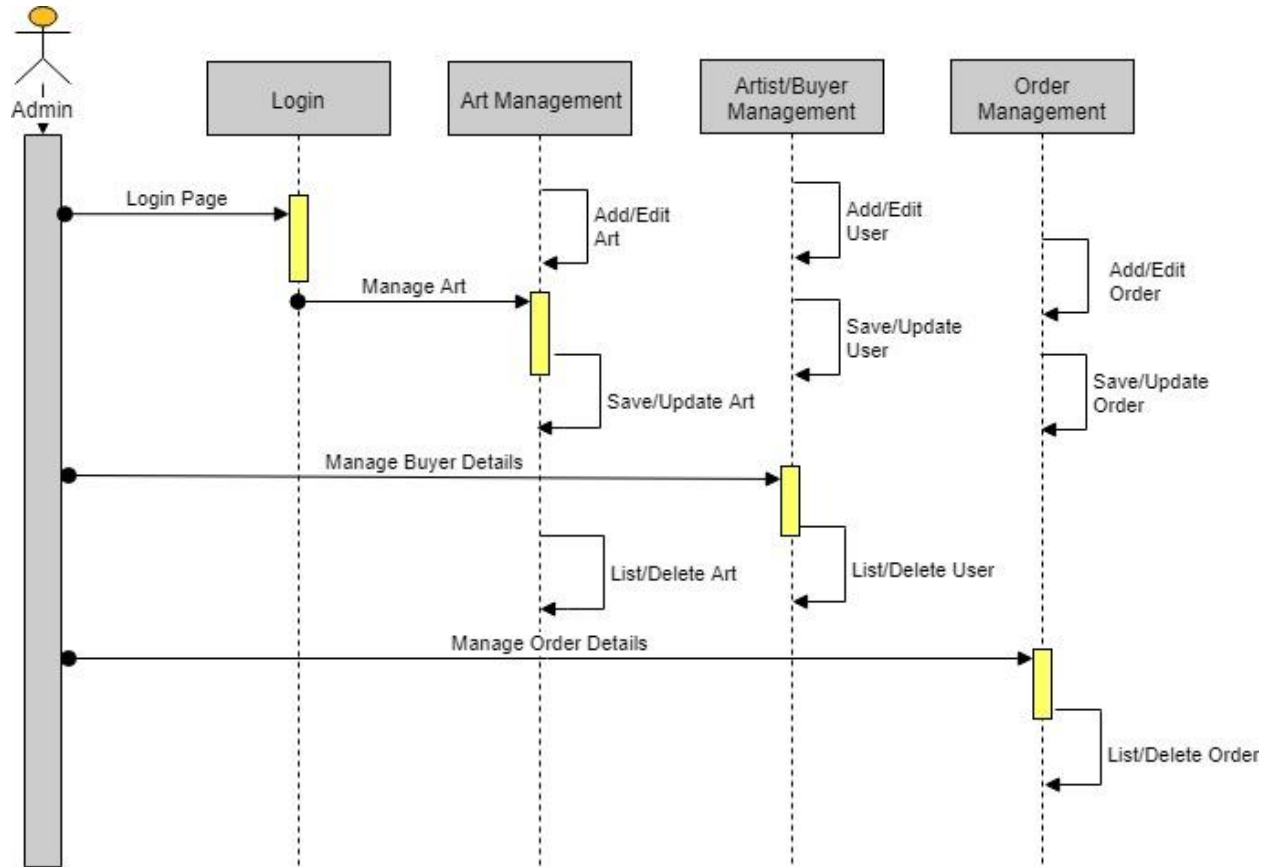 Admin
Login
Art Management
Artist/Buyer
Management
Order
Management
Login Page
Add/Edit
Art
Add/Edit
User
Add/Edit
Order
Manage Art
Save/Update
User
Save/Update Art
Save/Update
Order
Manage Buyer Details
List/Delete Art
List/Delete User
Manage Order Details
List/Delete Order